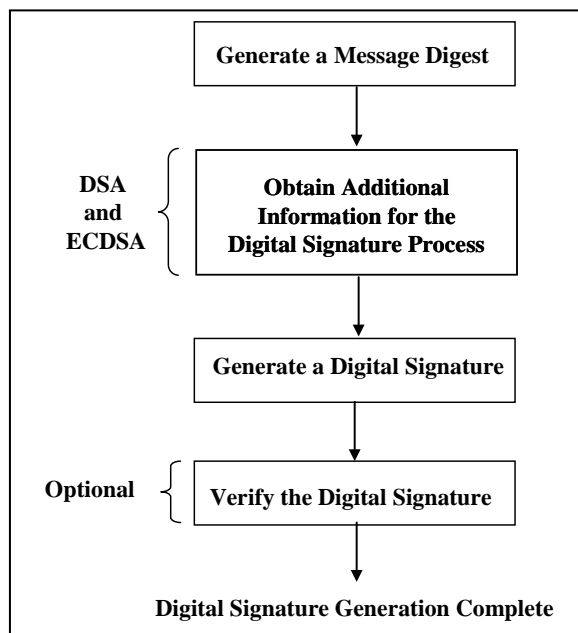 Generate a Message Digest
DSA
and
ECDSA
Obtain Additional
Information for the
Digital Signature Process
Generate a Digital Signature
Optional
Verify the Digital Signature
Digital Signature Generation Complete